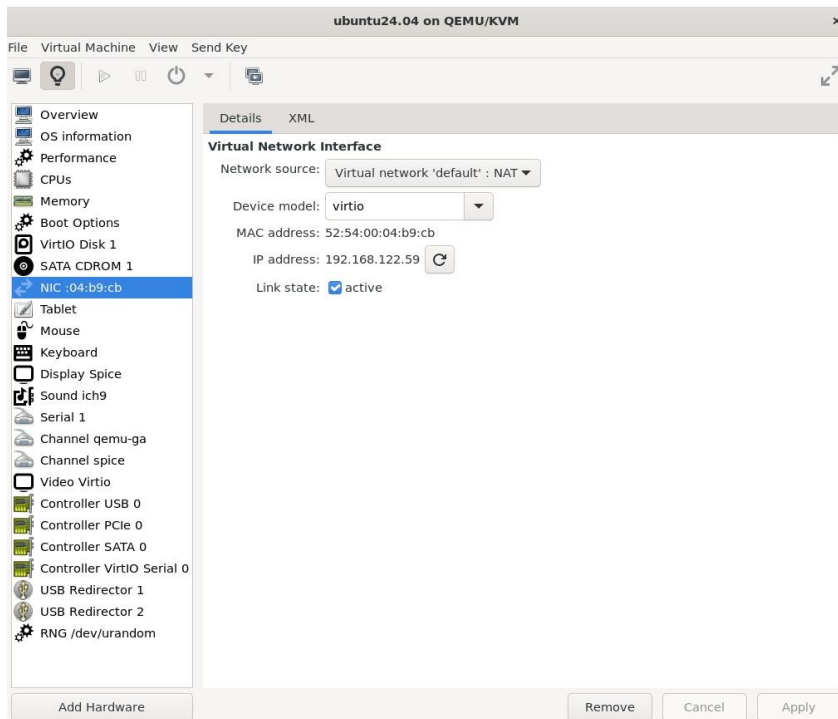 ubuntu24.04 on QEMU/KVM
File Virtual Machine View Send Key
Overview
OS information
Performance
CPUs
Memory
Boot Options
VirtIO Disk 1
SATA CDROM 1
NIC :04:b9:cb
Tablet
Mouse
Keyboard
Display Spice
Sound ich9
Serial 1
Channel qemu-ga
Channel spice
Video Virtio
Controller USB 0
Controller PCIe 0
Controller SATA 0
Controller VirtIO Serial 0
USB Redirector 1
USB Redirector 2
RNG /dev/urandom
Add Hardware
Details XML
Virtual Network Interface
Network source: Virtual network 'default' : NAT
Device model: virtio
MAC address: 52:54:00:04:b9:cb
IP address: 192.168.122.59
Link state: active
Remove Cancel Apply